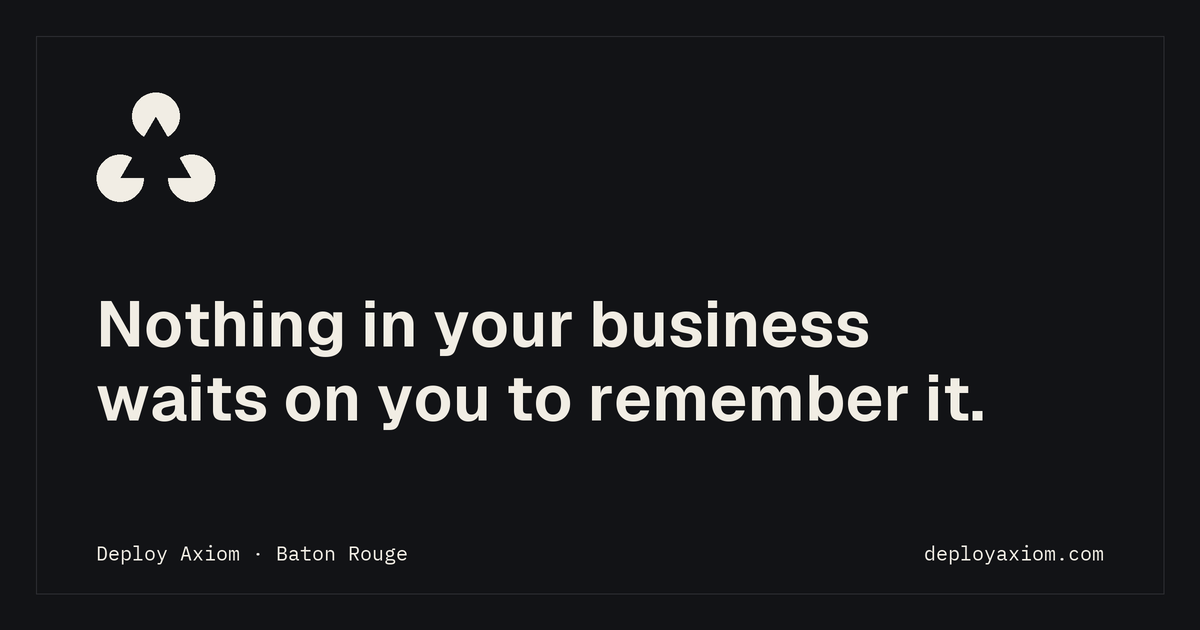 Nothing in your business
waits on you to remember it.
Deploy Axiom · Baton Rouge
deployaxiom.com